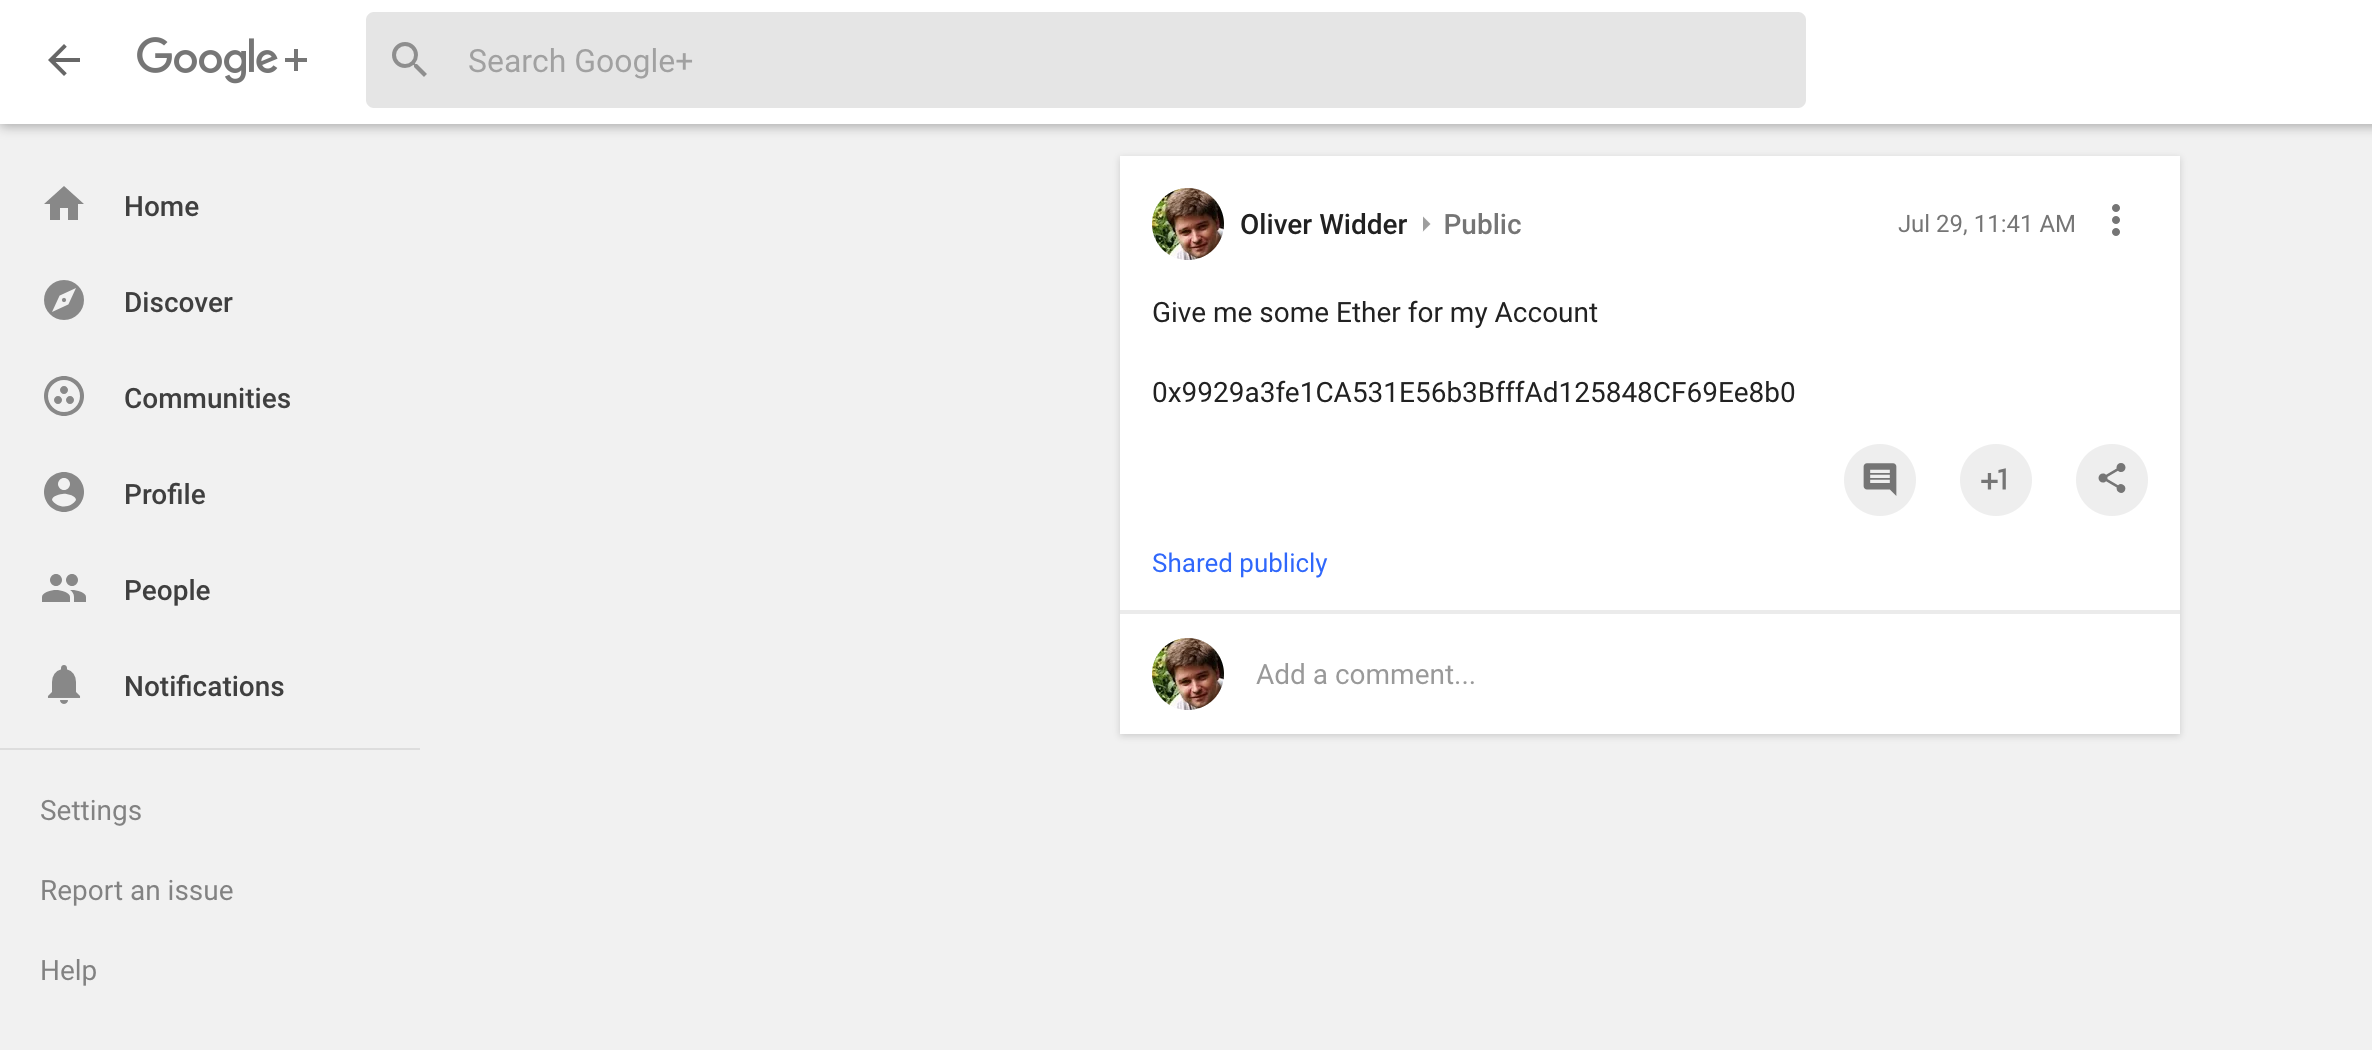 Google+
Search Google+
Home
Discover
Communities
Profile
People
Notifications
Settings
Report an issue
Help
Oliver Widder Public
Jul 29, 11:41 AM
Give me some Ether for my Account
0x9929a3fe1CA531E56b3BfffAd125848CF69Ee8b0
+1
Shared publicly
Add a comment...